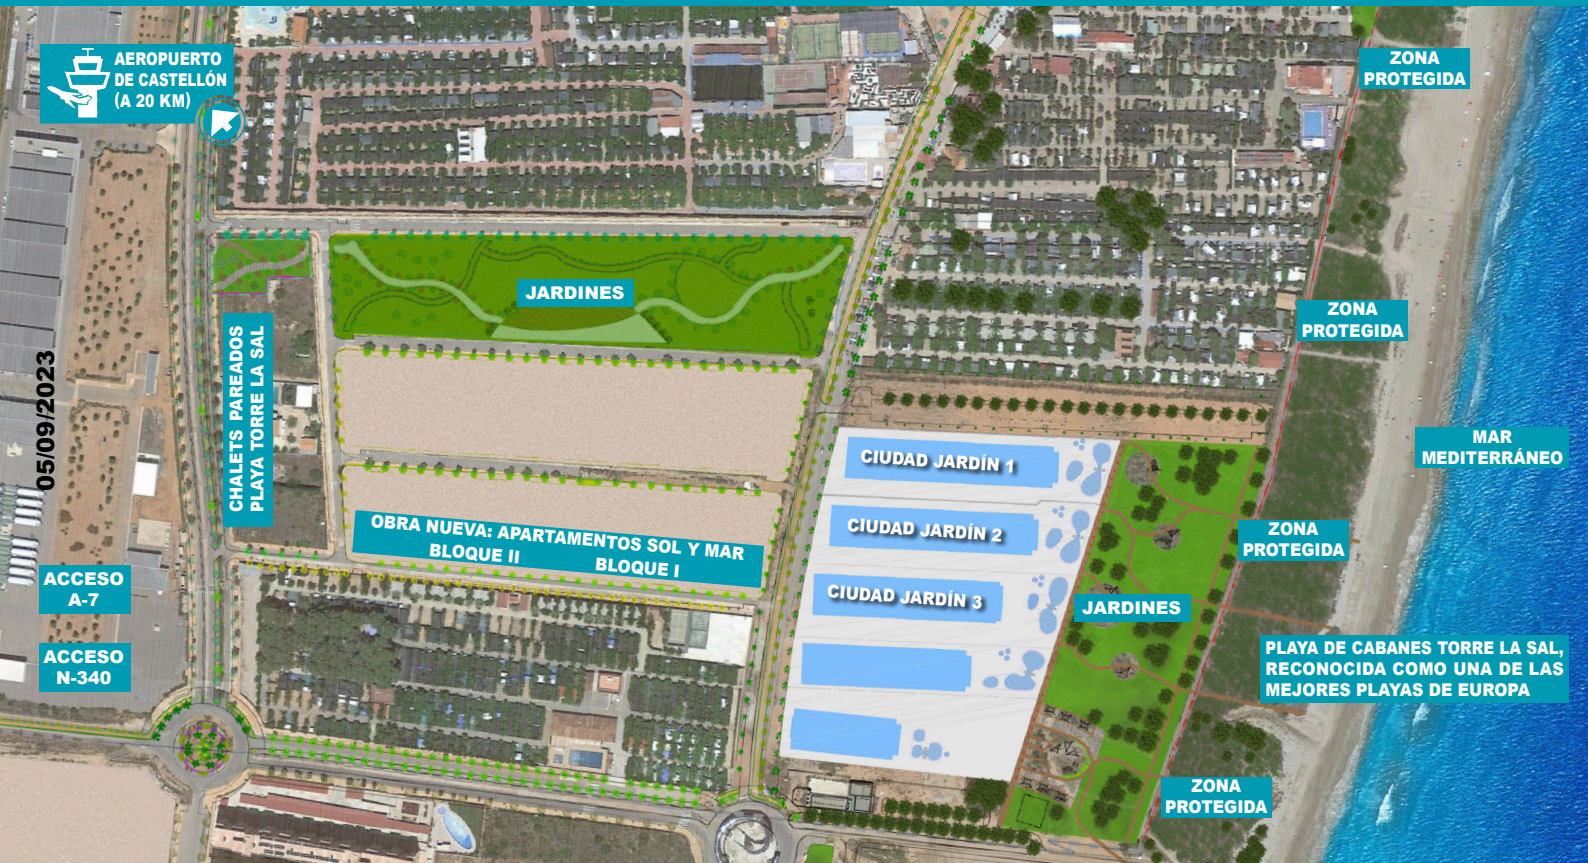 AEROPUERTO
DE CASTELLÓN
(A 20 KM)
ZONA
PROTEGIDA
JARDINES
ZONA
PROTEGIDA
CHALETS PAREADOS
PLAYA TORRE LA SAL
05/09/2023
MAR
MEDITERRÁNEO
CIUDAD JARDÍN 1
CIUDAD JARDÍN 2
OBRA NUEVA: APARTAMENTOS SOL Y MAR
BLOQUE II BLOQUE I
ZONA
PROTEGIDA
ACCESO
A-7
CIUDAD JARDÍN 3
JARDINES
ACCESO
N-340
PLAYA DE CABANES TORRE LA SAL,
RECONOCIDA COMO UNA DE LAS
MEJORES PLAYAS DE EUROPA
ZONA
PROTEGIDA